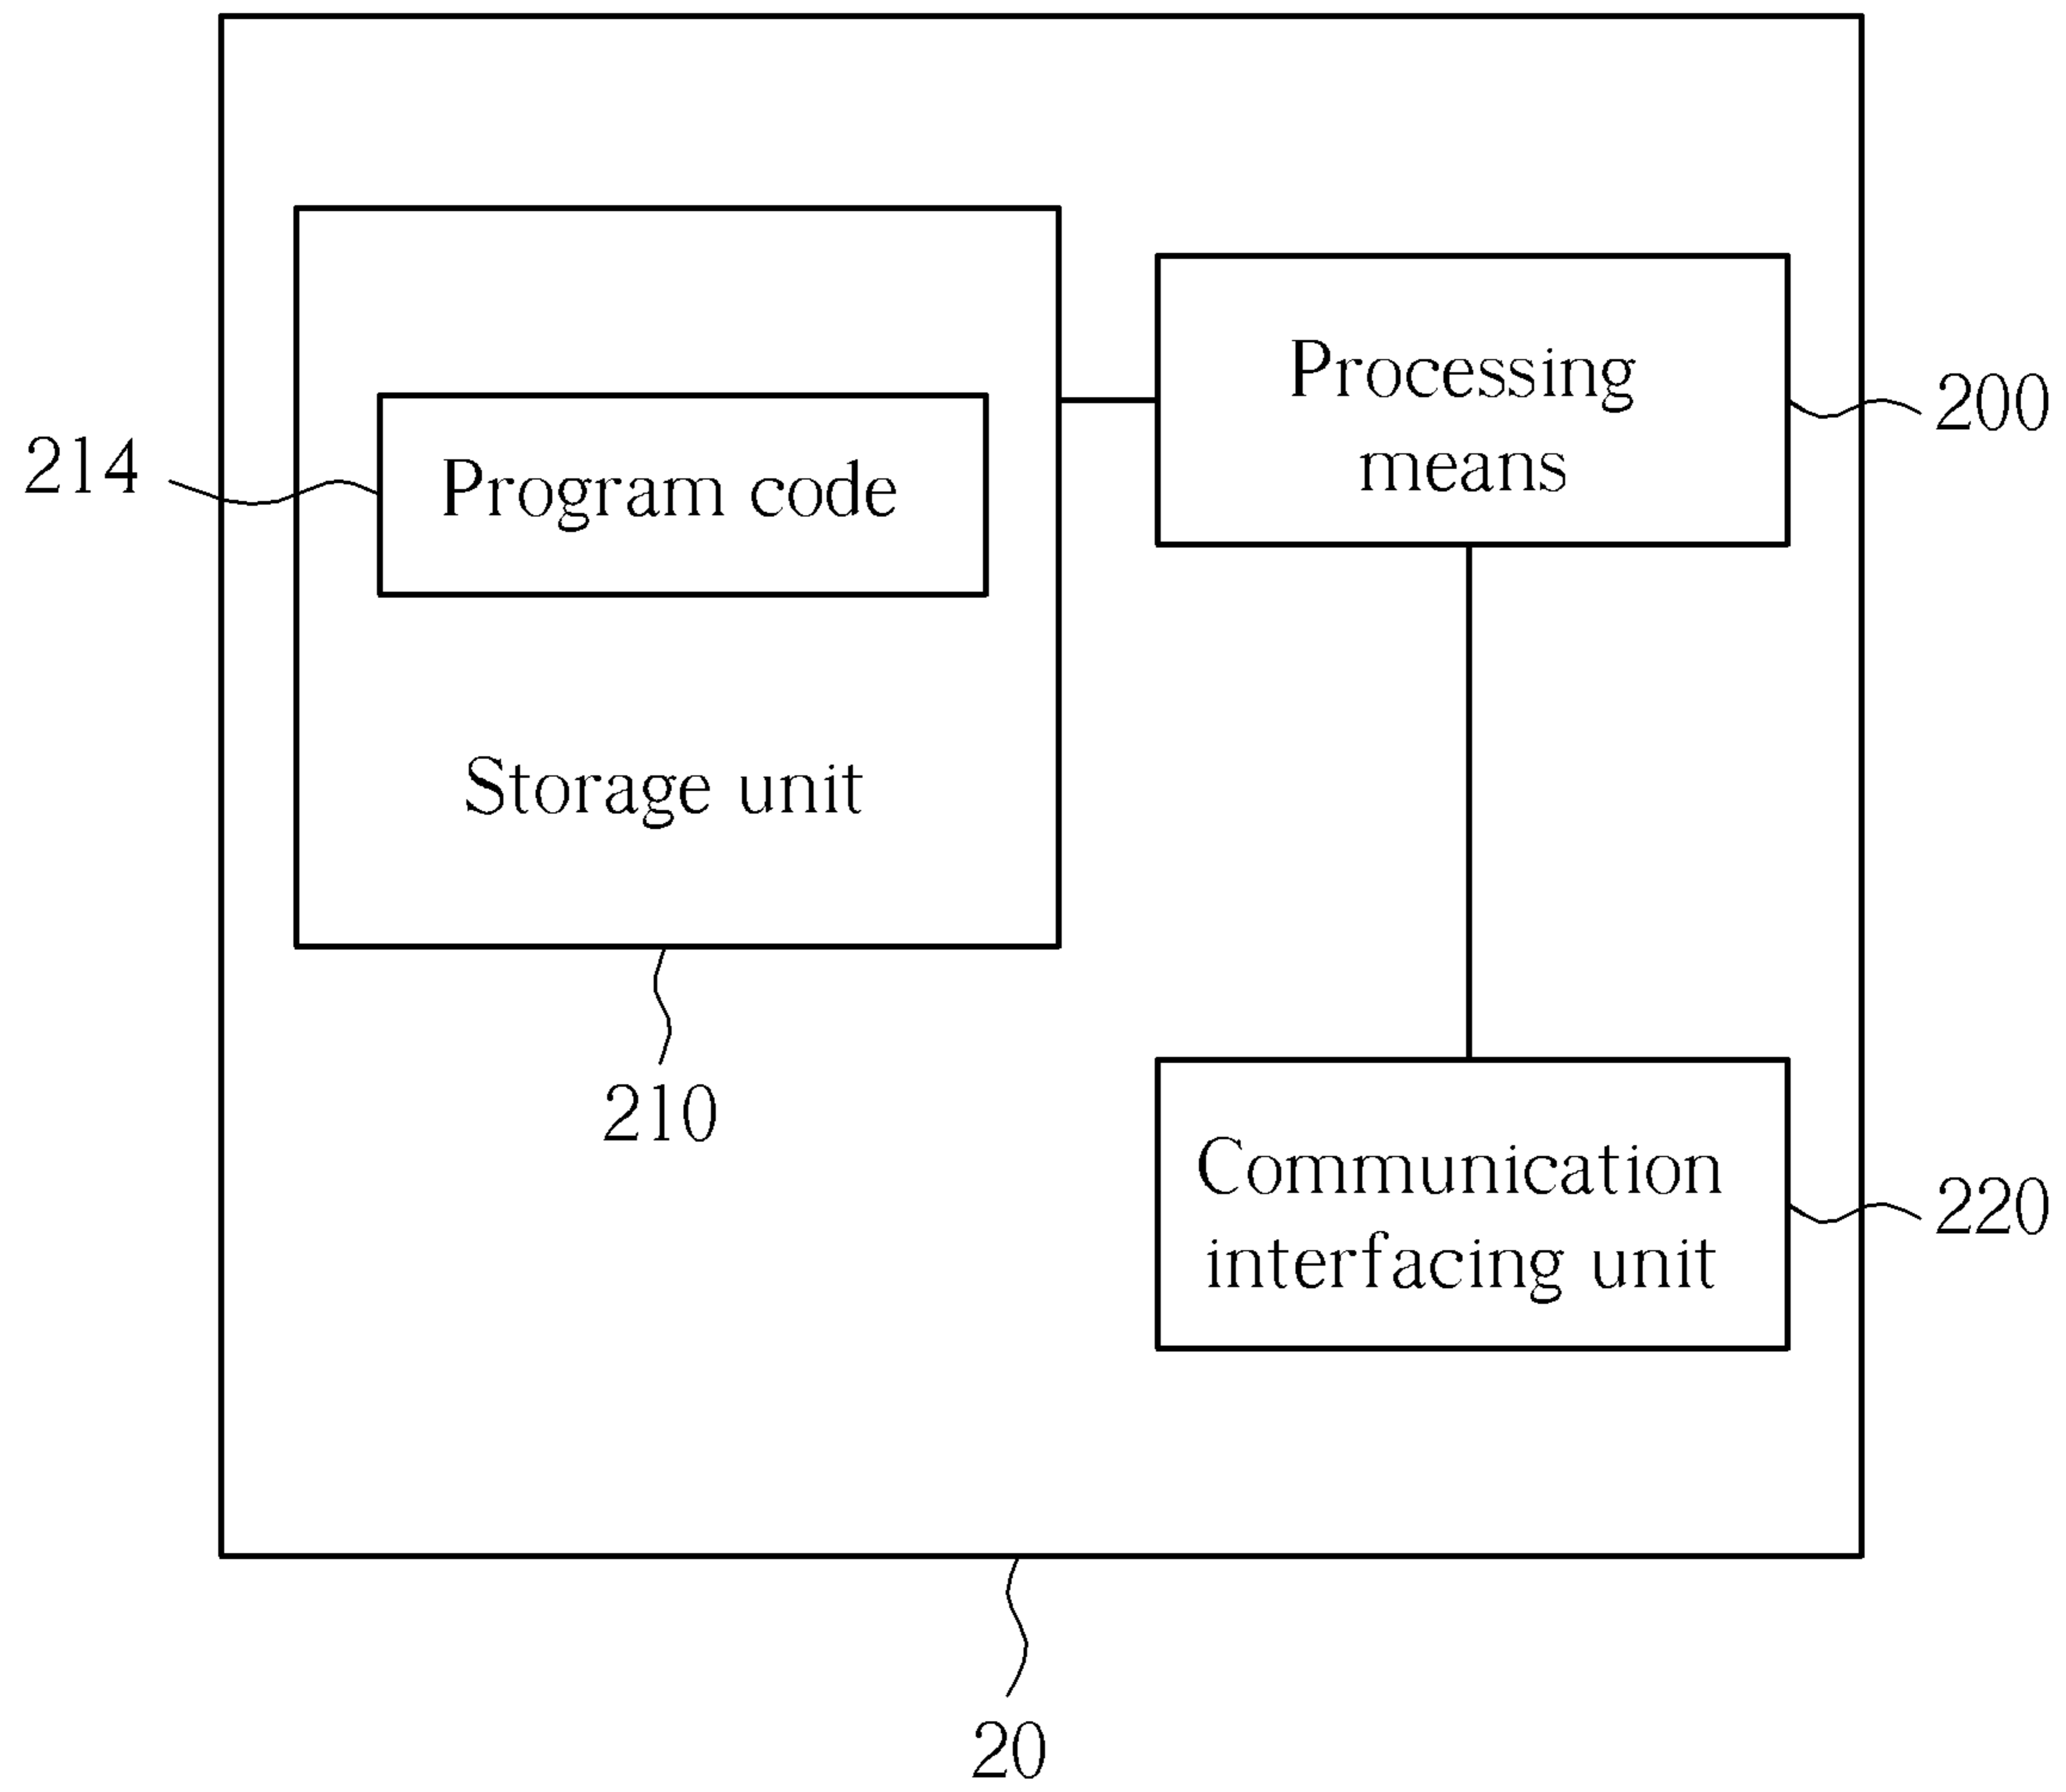 Processing
means
200
214
Program code
Storage unit
210
Communication
interfacing unit
220
20